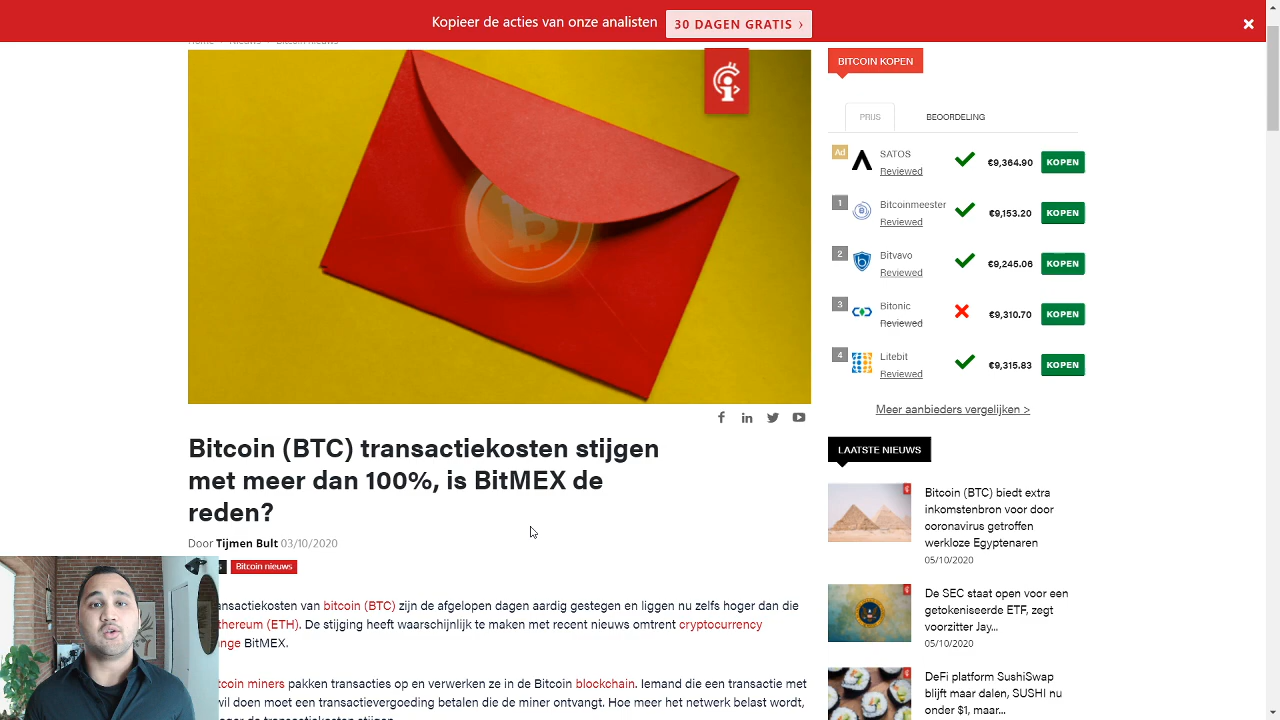 Kopieer de acties van onze analisten 30 DAGEN GRATIS ›
Home Nieuws Bitcoin nieuws
Bitcoin (BTC) transactiekosten stijgen
met meer dan 100%, is BitMEX de
reden?
Door Tijmen Bult 03/10/2020
Bitcoin nieuws
van bitcoin (BTC) zijn de afgelopen dagen aardig gestegen en liggen nu zelfs hoger dan die
(ETH). De stijging heeft waarschijnlijk te maken met recent nieuws omtrent cryptocurrency
BitMEX.
miners pakken transacties op en verwerken ze in de Bitcoin blockchain. Iemand die een transactie met
wil doen moet een transactievergoeding betalen die de miner ontvangt. Hoe meer het netwerk belast wordt,
de transactiekosten stijgen.
BITCOIN KOPEN
PRIJS BEOORDELING
Ad SATOS Reviewed €9,364.90 KOPEN
1 Bitcoinmeester Reviewed €9,153.20 KOPEN
2 Bitvavo Reviewed €9,245.06 KOPEN
3 Bitonic Reviewed €9,310.70 KOPEN
4 Litebit Reviewed €9,315.83 KOPEN
Meer aanbieders vergelijken >
LAATSTE NIEUWS
Bitcoin (BTC) biedt extra
inkomstenbron voor door
coronavirus getroffen
werkloze Egyptenaren
05/10/2020
De SEC staat open voor een
getokeniseerde ETF, zegt
voorzitter Jay...
05/10/2020
DeFi platform SushiSwap
blijft maar dalen, SUSHI nu
onder $1, maar...